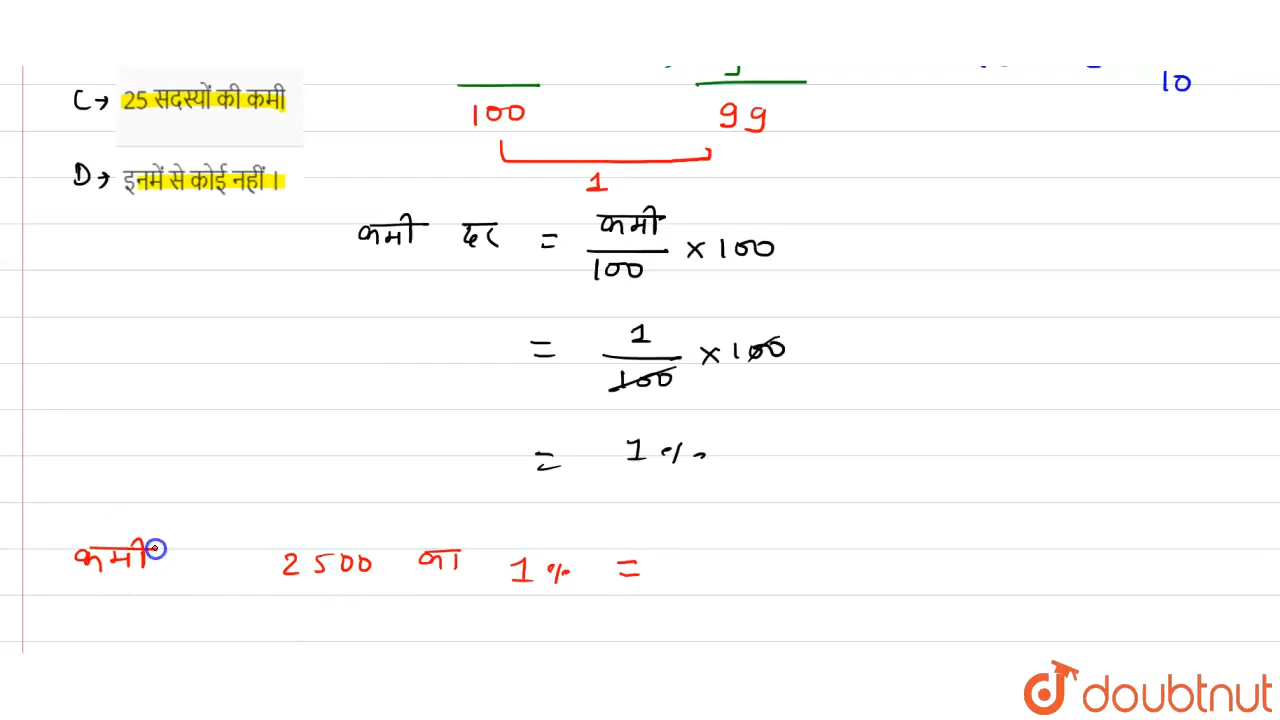 10
C→ 25 सदस्यों की कमी
100 99
1
D→ इनमें से कोई नहीं ।
कमी दर = कमी/100 × 100
= 1/100 × 100
= 1%
कमी 2500 का 1% =
doubtnut